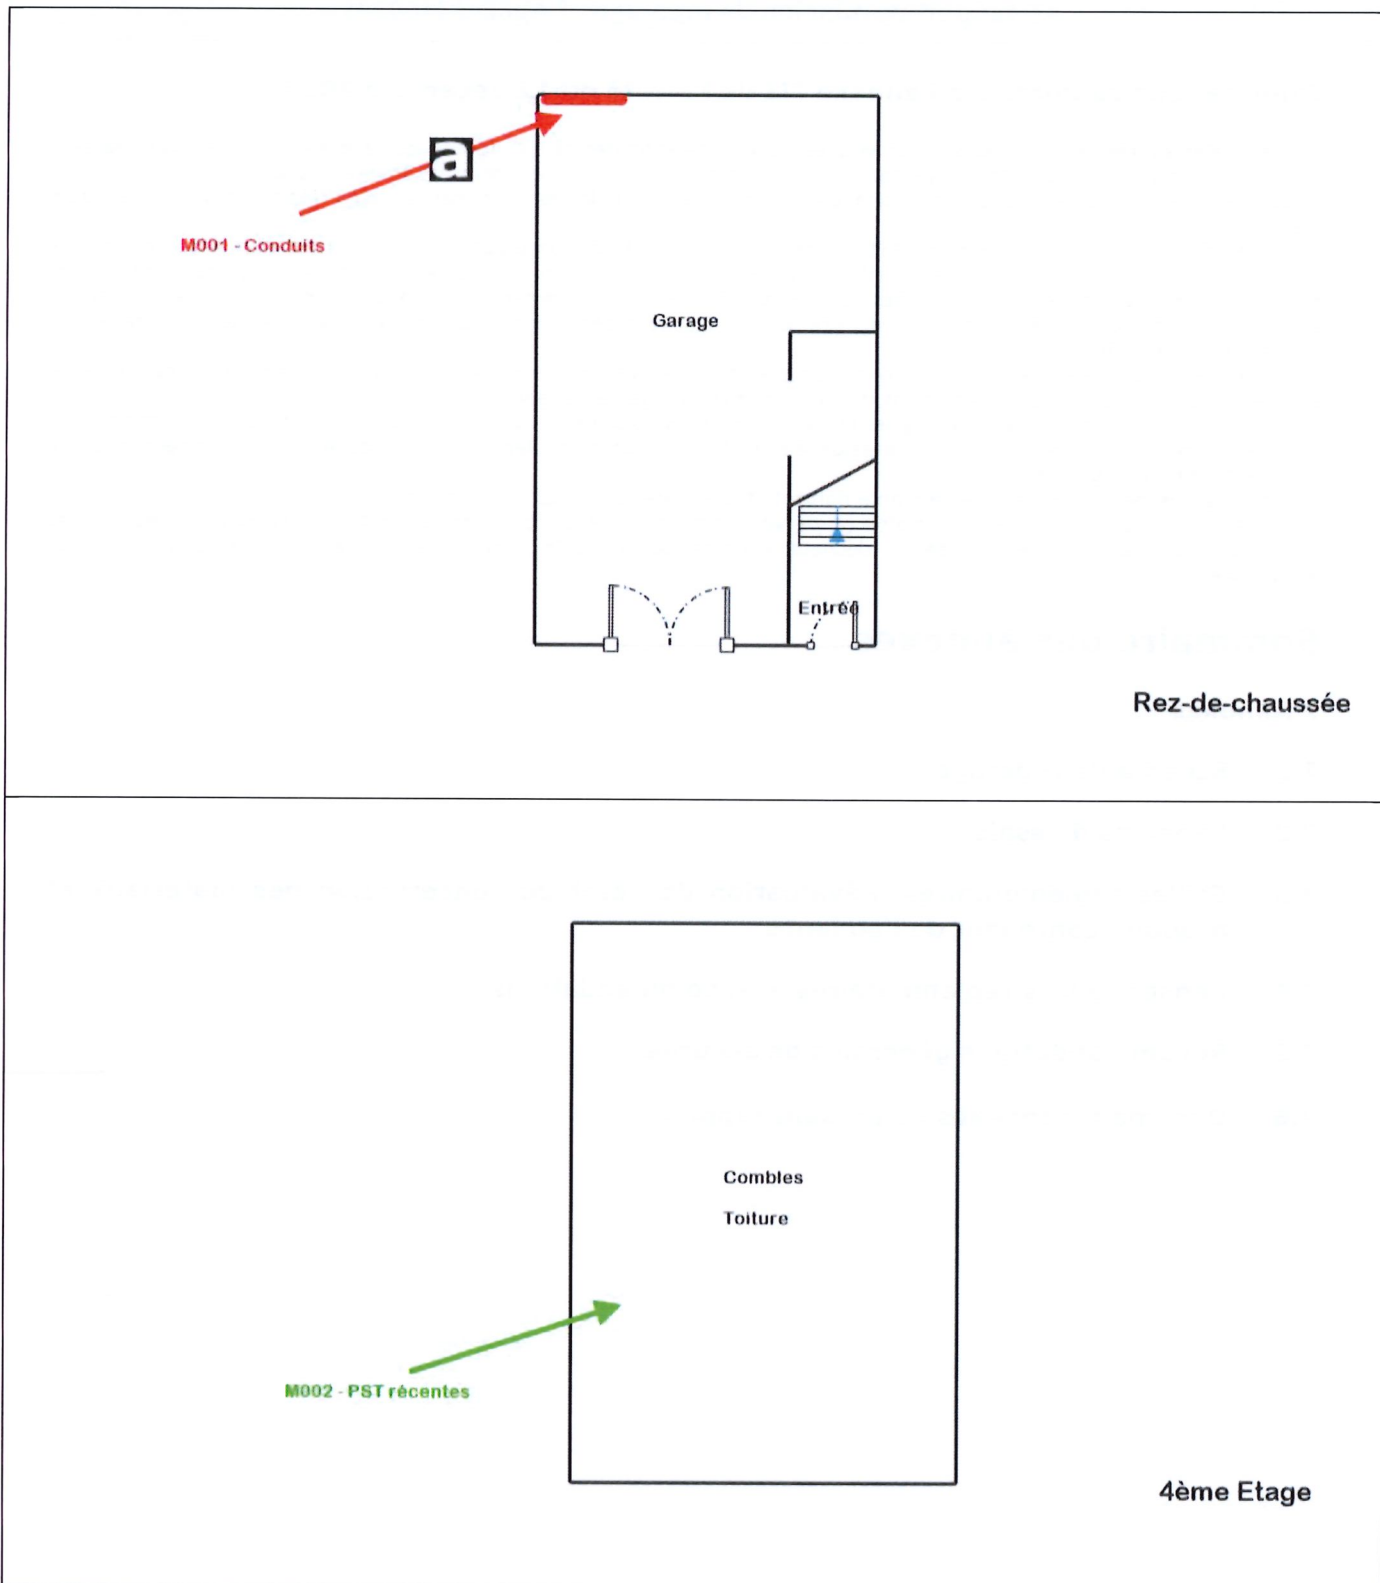 a
M001 - Conduits
Garage
Entrée
Rez-de-chaussée
Combles
Toiture
M002 - PST récentes
4ème Etage